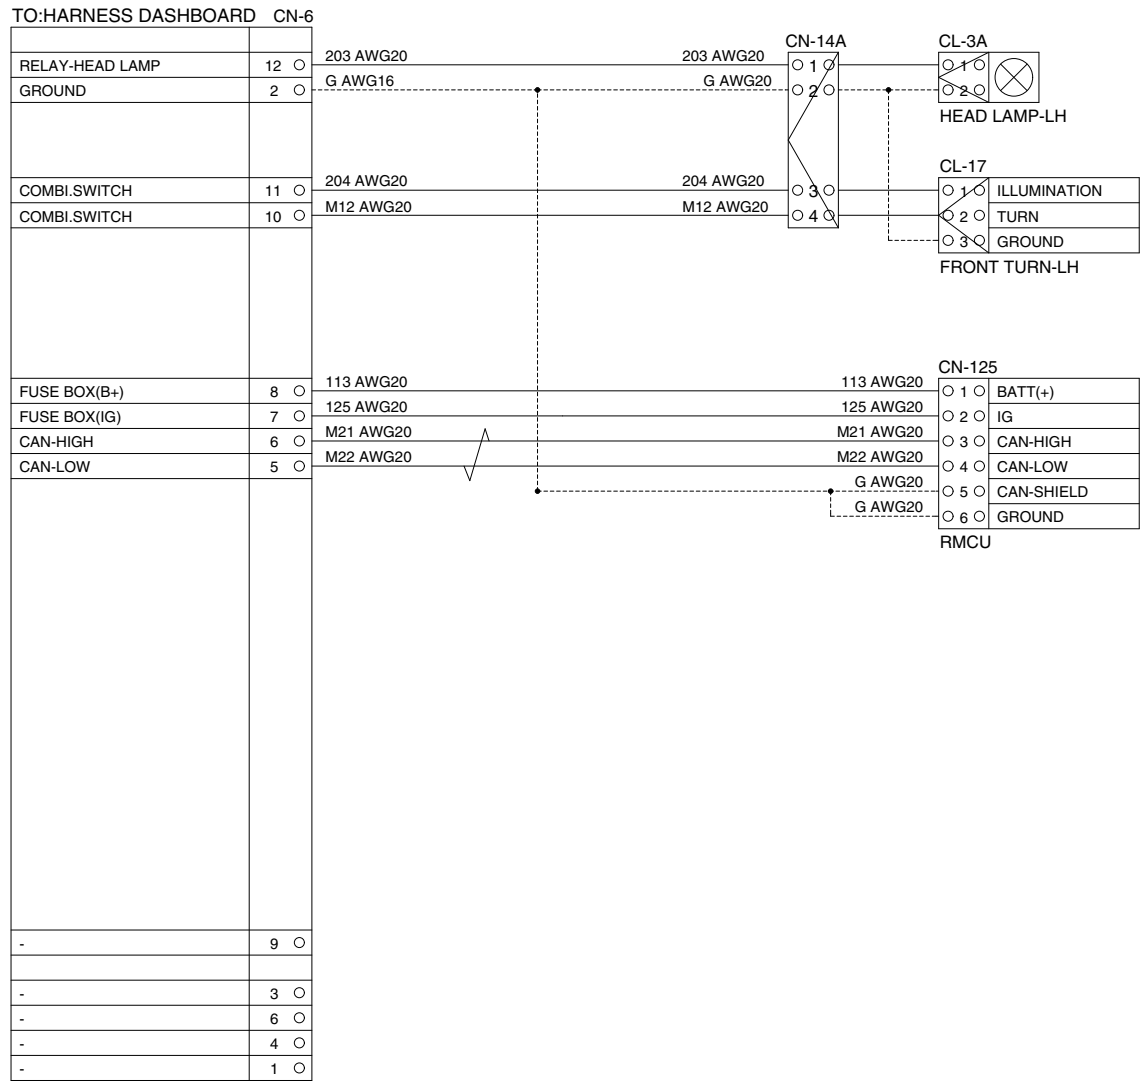 TO:HARNESS DASHBOARD CN-6
CN-14A CL-3A
RELAY-HEAD LAMP 12 203 AWG20 203 AWG20 1 1
GROUND 2 G AWG16 G AWG20 2 2
HEAD LAMP-LH
CL-17
COMBI.SWITCH 11 204 AWG20 204 AWG20 3 1 ILLUMINATION
COMBI.SWITCH 10 M12 AWG20 M12 AWG20 4 2 TURN
3 GROUND
FRONT TURN-LH
CN-125
FUSE BOX(B+) 8 113 AWG20 113 AWG20 1 BATT(+)
FUSE BOX(IG) 7 125 AWG20 125 AWG20 2 IG
CAN-HIGH 6 M21 AWG20 M21 AWG20 3 CAN-HIGH
CAN-LOW 5 M22 AWG20 M22 AWG20 4 CAN-LOW
G AWG20 5 CAN-SHIELD
G AWG20 6 GROUND
RMCU
- 9
- 3
- 6
- 4
- 1